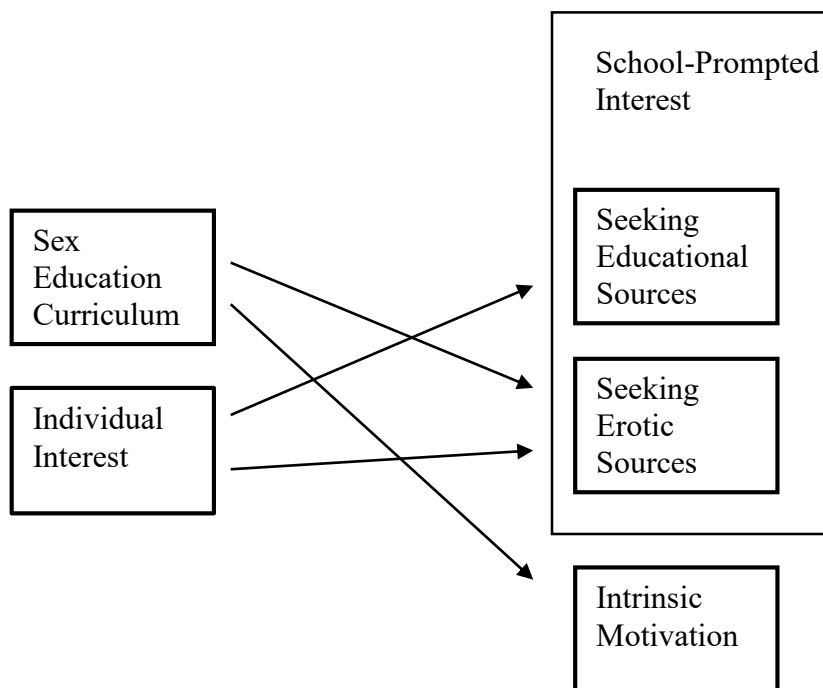 School-Prompted
Interest
Sex
Education
Curriculum
Seeking
Educational
Sources
Individual
Interest
Seeking
Erotic
Sources
Intrinsic
Motivation